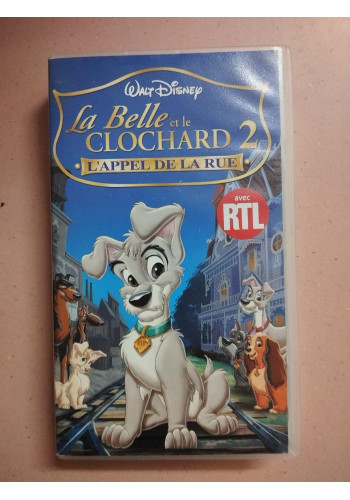 WALT DISNEY
La Belle et le
CLOCHARD 2
L'APPEL DE LA RUE
avec
RTL